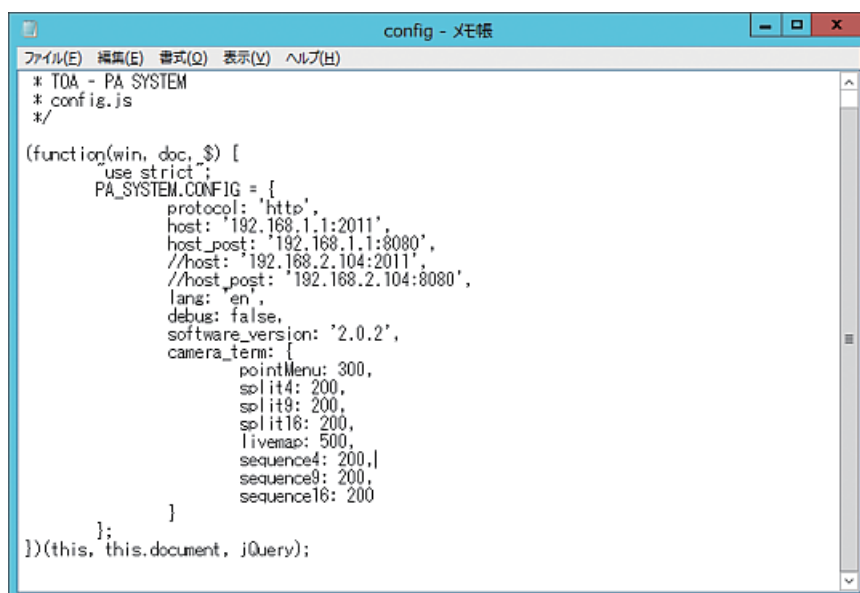 config - メモ帳
ファイル(F) 編集(E) 書式(O) 表示(V) ヘルプ(H)
* TOA - PA SYSTEM
* config.js
*/
(function(win, doc, $) {
"use strict";
PA_SYSTEM.CONFIG = {
protocol: 'http',
host: '192.168.1.1:2011',
host_post: '192.168.1.1:8080',
//host: '192.168.2.104:2011',
//host_post: '192.168.2.104:8080',
lang: 'en',
debug: false,
software_version: '2.0.2',
camera_term: {
pointMenu: 300,
split4: 200,
split9: 200,
split16: 200,
livemap: 500,
sequence4: 200,
sequence9: 200,
sequence16: 200
}
};
})(this, this.document, jQuery);